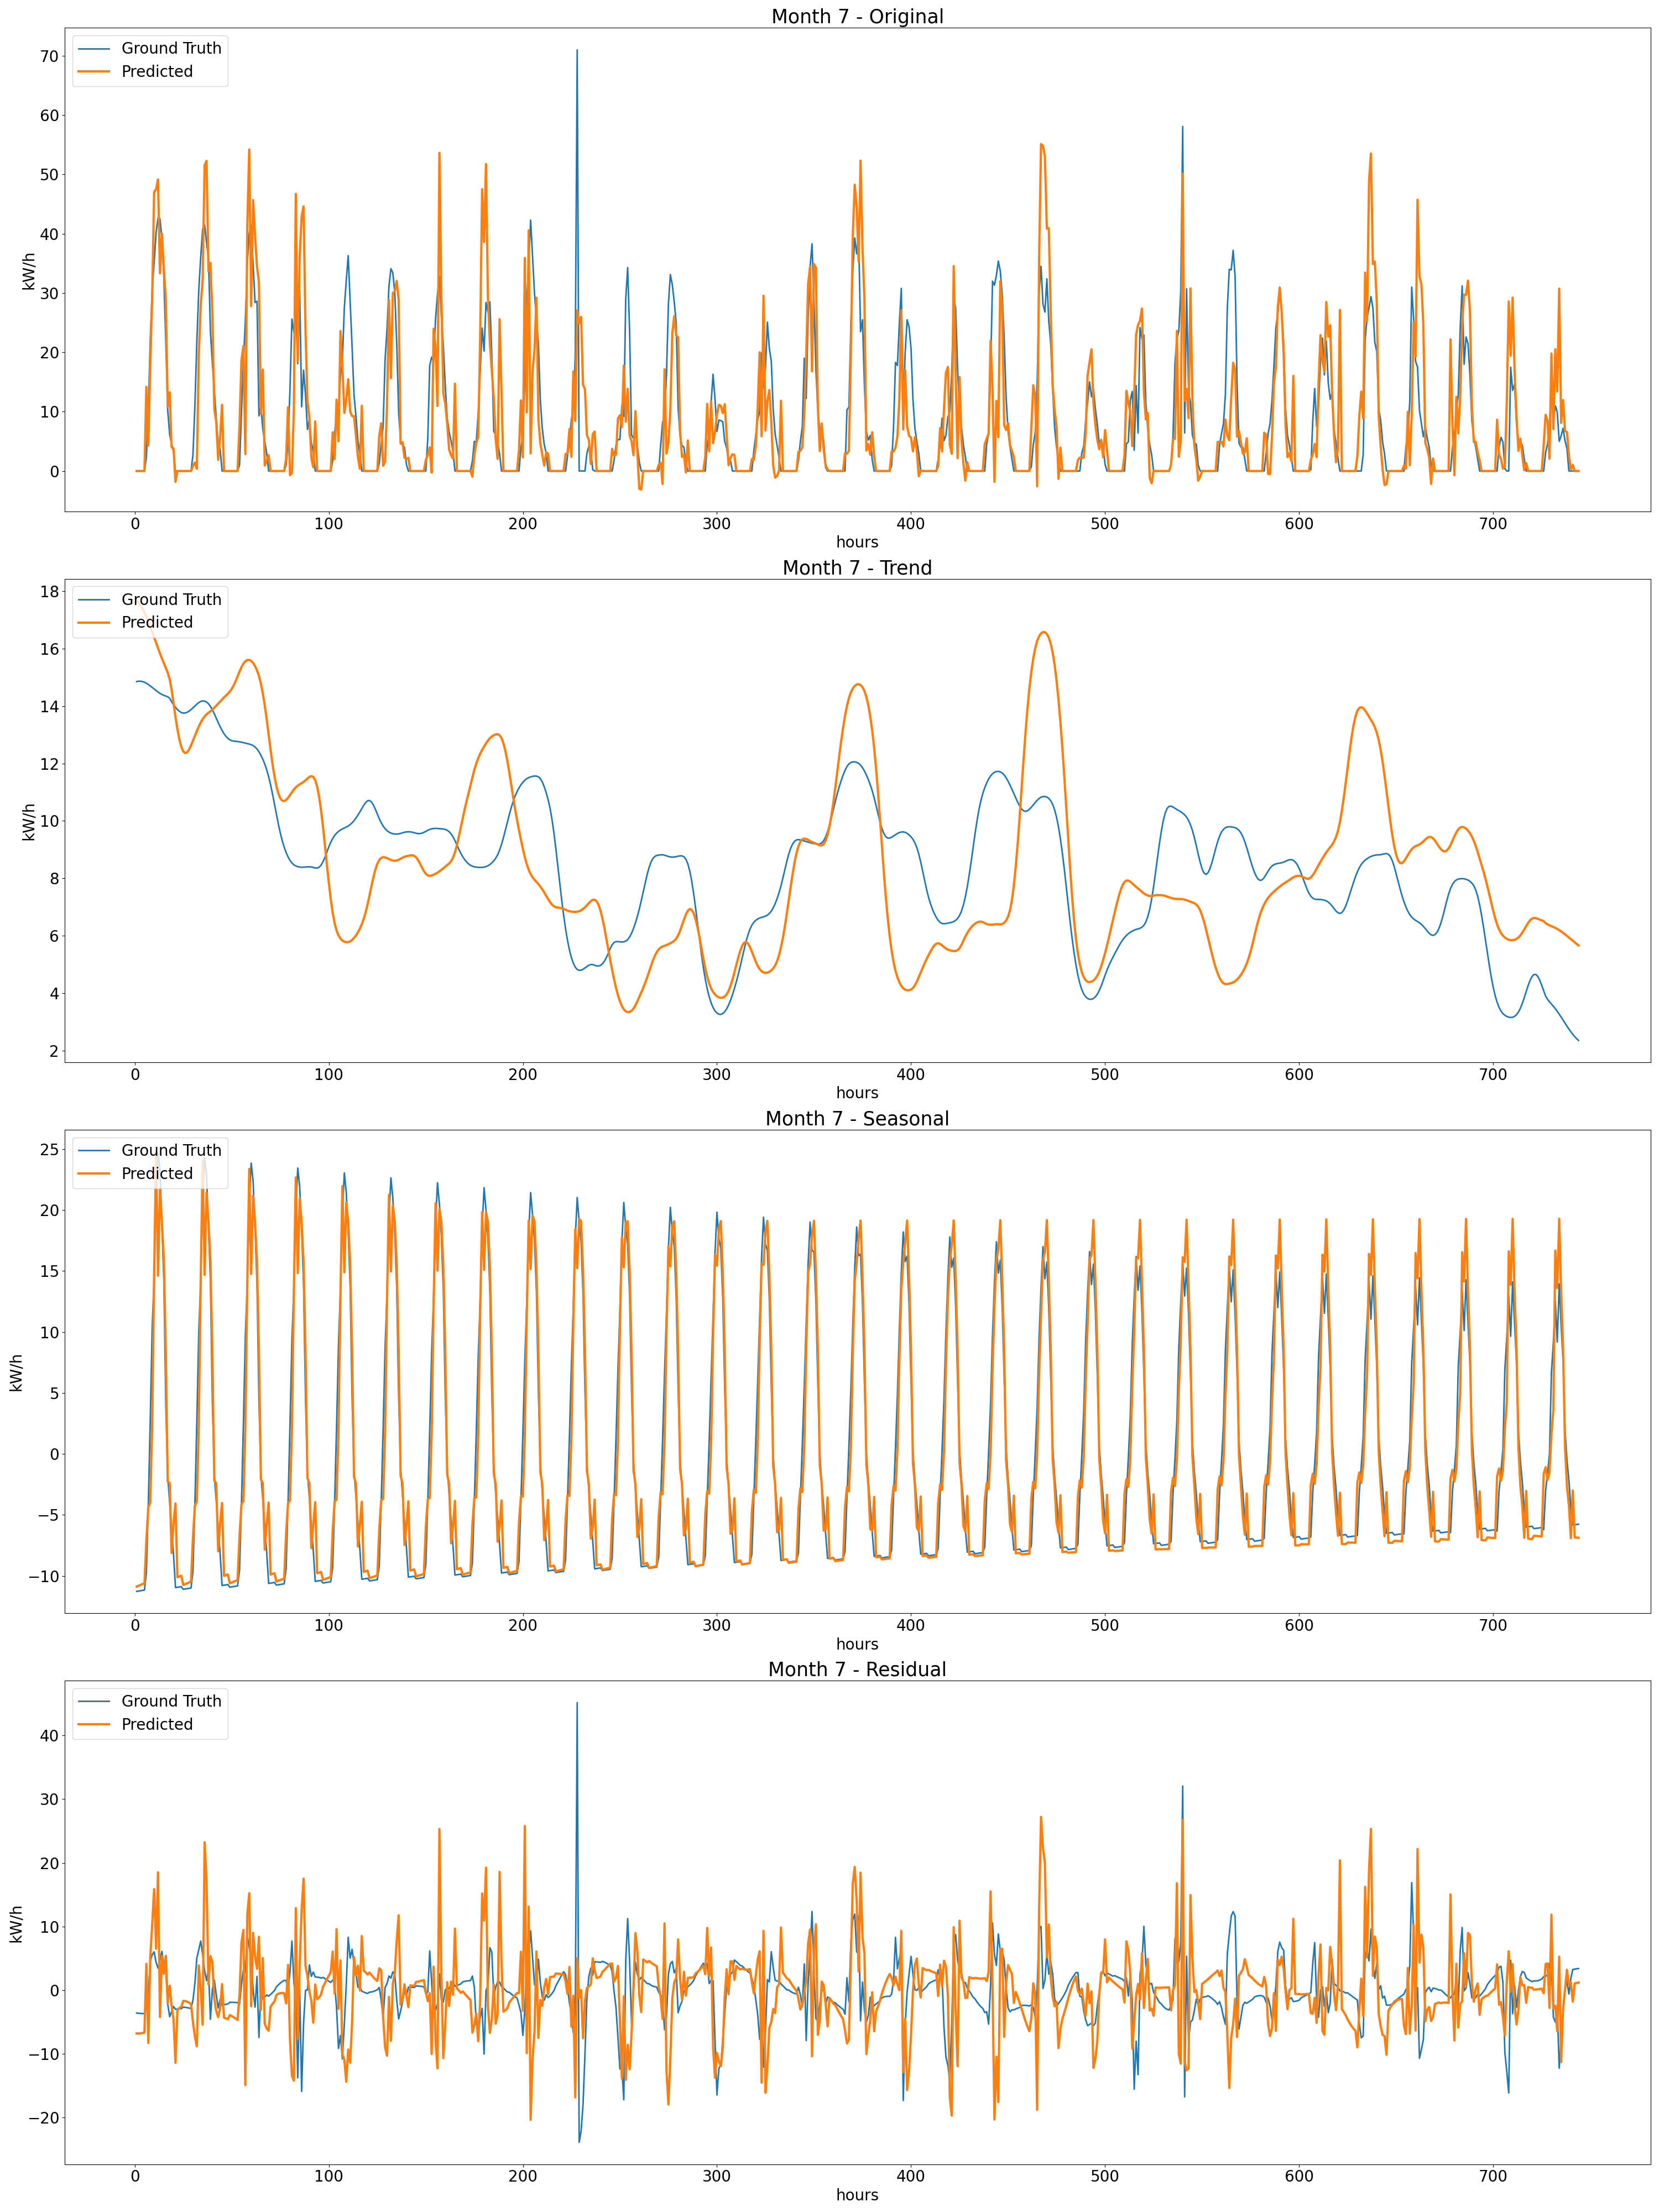 Month 7 - Original
Ground Truth
Predicted
70
60
50
40
30
20
10
0
kW/h
0 100 200 300 400 500 600 700
hours
Month 7 - Trend
Ground Truth
Predicted
18
16
14
12
10
8
6
4
2
kW/h
0 100 200 300 400 500 600 700
hours
Month 7 - Seasonal
Ground Truth
Predicted
25
20
15
10
5
0
−5
−10
kW/h
0 100 200 300 400 500 600 700
hours
Month 7 - Residual
Ground Truth
Predicted
40
30
20
10
0
−10
−20
kW/h
0 100 200 300 400 500 600 700
hours